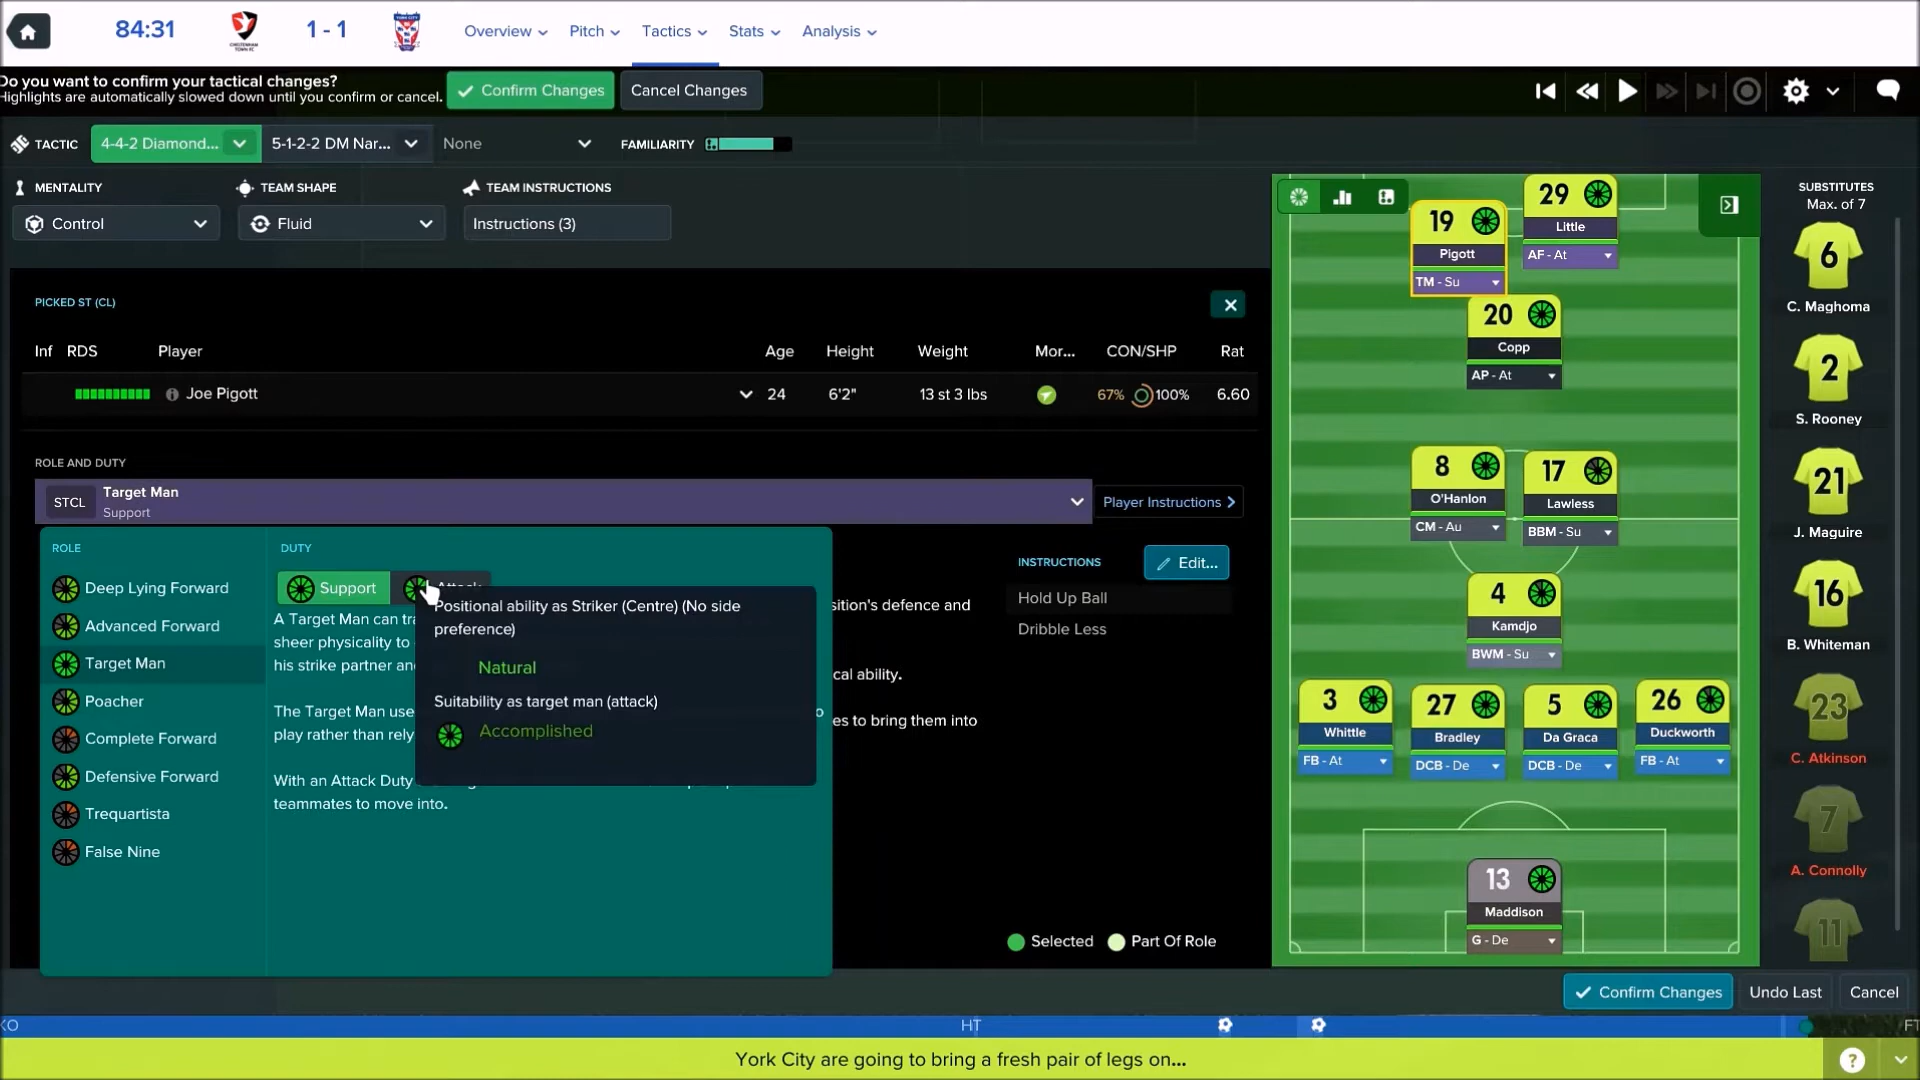 84:31
CHELTENHAM TOWN FC
1 - 1
YORK CITY
Overview
Pitch
Tactics
Stats
Analysis
Do you want to confirm your tactical changes?
Highlights are automatically slowed down until you confirm or cancel.
Confirm Changes
Cancel Changes
TACTIC
4-4-2 Diamond...
5-1-2-2 DM Nar...
None
FAMILIARITY
MENTALITY
TEAM SHAPE
TEAM INSTRUCTIONS
Control
Fluid
Instructions (3)
PICKED ST (CL)
Inf RDS Player Age Height Weight Mor... CON/SHP Rat
Joe Pigott 24 6'2" 13 st 3 lbs 67% 100% 6.60
ROLE AND DUTY
STCL
Target Man
Support
Player Instructions
ROLE
Deep Lying Forward
Advanced Forward
Target Man
Poacher
Complete Forward
Defensive Forward
Trequartista
False Nine
DUTY
Support
A Target Man can tra
sheer physicality to
his strike partner an
The Target Man use
play rather than rely
With an Attack Duty
teammates to move into.
Positional ability as Striker (Centre) (No side
preference)
Natural
Suitability as target man (attack)
Accomplished
sition's defence and
cal ability.
es to bring them into
INSTRUCTIONS
Edit...
Hold Up Ball
Dribble Less
Selected
Part Of Role
29
Little
AF - At
19
Pigott
TM - Su
20
Copp
AP - At
8
O'Hanlon
CM - Au
17
Lawless
BBM - Su
4
Kamdjo
BWM - Su
3
Whittle
FB - At
27
Bradley
DCB - De
5
Da Graca
DCB - De
26
Duckworth
FB - At
13
Maddison
G - De
SUBSTITUTES
Max. of 7
6
C. Maghoma
2
S. Rooney
21
J. Maguire
16
B. Whiteman
23
C. Atkinson
7
A. Connolly
11
Confirm Changes
Undo Last
Cancel
KO
HT
FT
York City are going to bring a fresh pair of legs on...
?